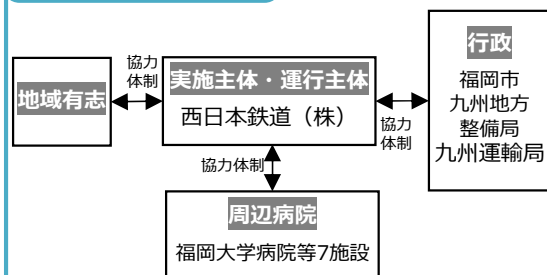 地域有志
協力
体制
実施主体・運行主体
西日本鉄道（株）
協力
体制
行政
福岡市
九州地方
整備局
九州運輸局
協力体制
周辺病院
福岡大学病院等7施設